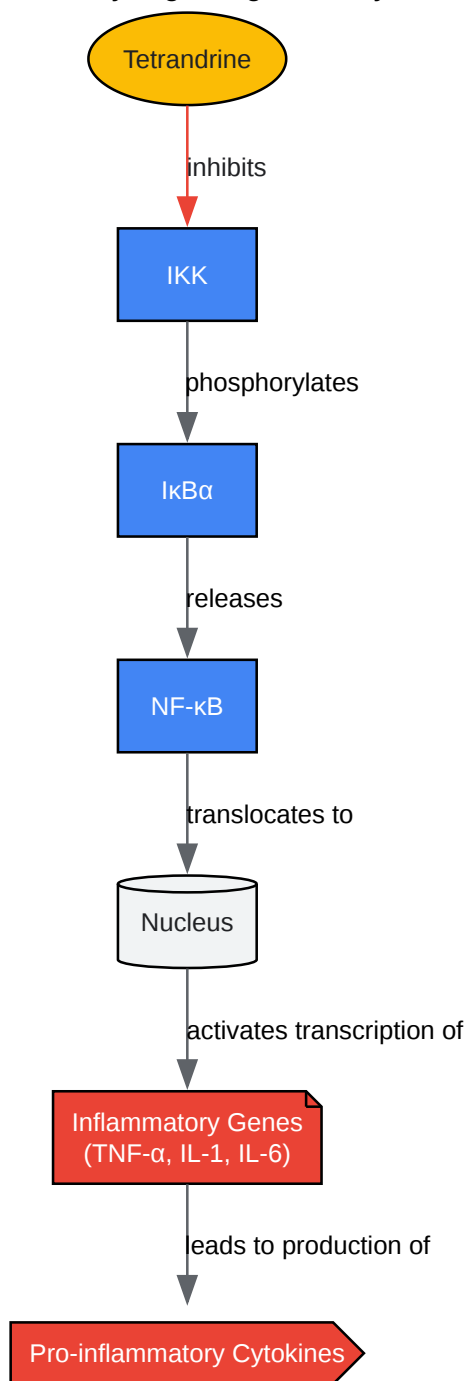 Tetrandrine
inhibits
IKK
phosphorylates
IκBα
releases
NF-κB
translocates to
Nucleus
activates transcription of
Inflammatory Genes
(TNF-α, IL-1, IL-6)
leads to production of
Pro-inflammatory Cytokines